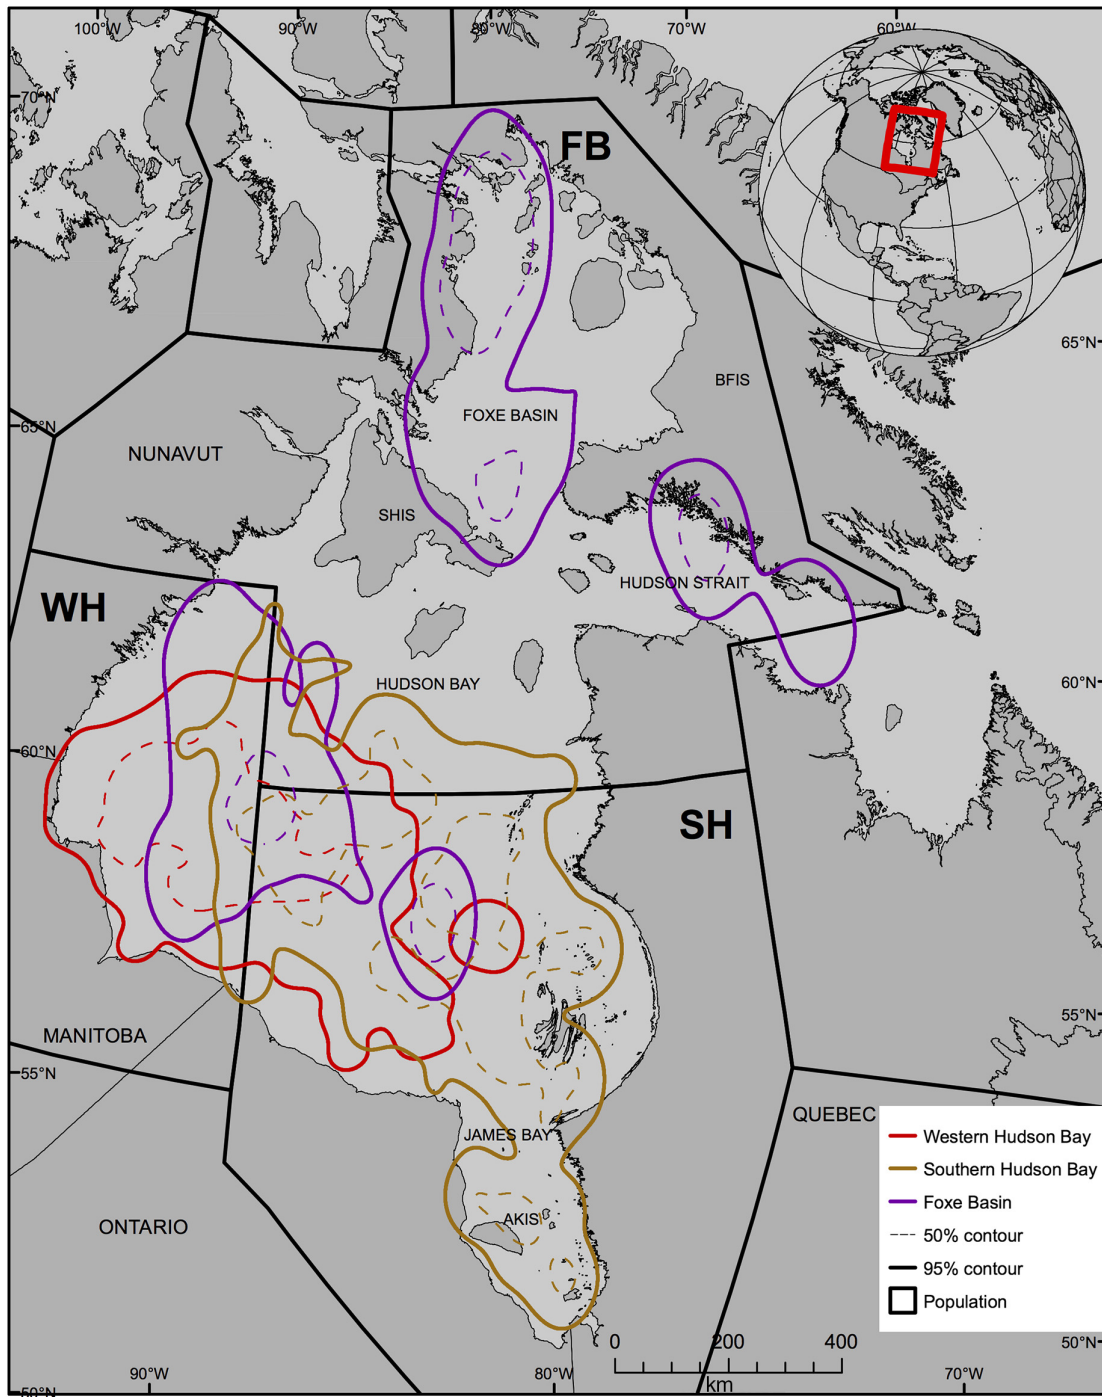 100°W
90°W
80°W
70°W
60°W
70°N
FB
65°N
BFIS
FOXE BASIN
65°N
NUNAVUT
SHIS
HUDSON STRAIT
WH
HUDSON BAY
60°N
60°N
SH
55°N
MANITOBA
55°N
QUEBEC
JAMES BAY
Western Hudson Bay
Southern Hudson Bay
Foxe Basin
50% contour
95% contour
Population
AKIS
ONTARIO
0 200 400
km
50°N
50°N
90°W
80°W
70°W